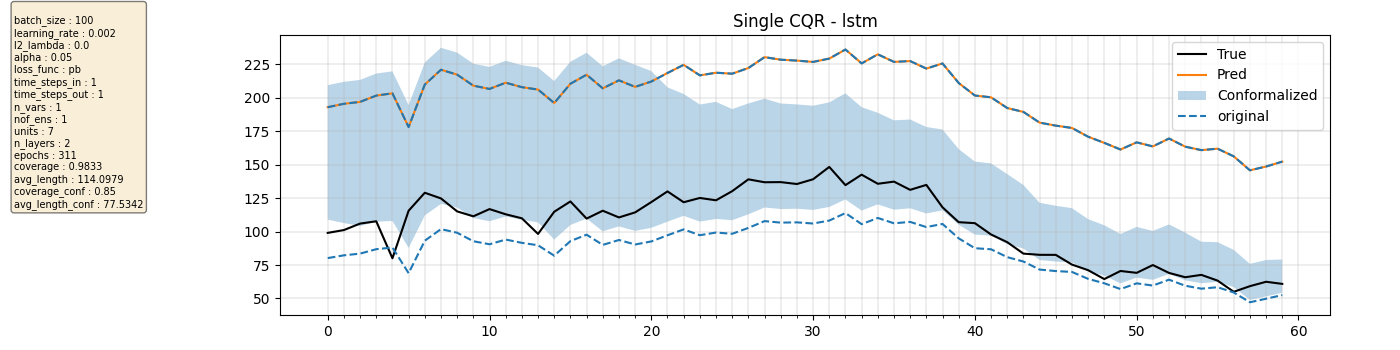 batch_size : 100
learning_rate : 0.002
l2_lambda : 0.0
alpha : 0.05
loss_func : pb
time_steps_in : 1
time_steps_out : 1
n_vars : 1
nof_ens : 1
units : 7
n_layers : 2
epochs : 311
coverage : 0.9833
avg_length : 114.0979
coverage_conf : 0.85
avg_length_conf : 77.5342
Single CQR - lstm
225
200
175
150
125
100
75
50
True
Pred
Conformalized
original
0 10 20 30 40 50 60